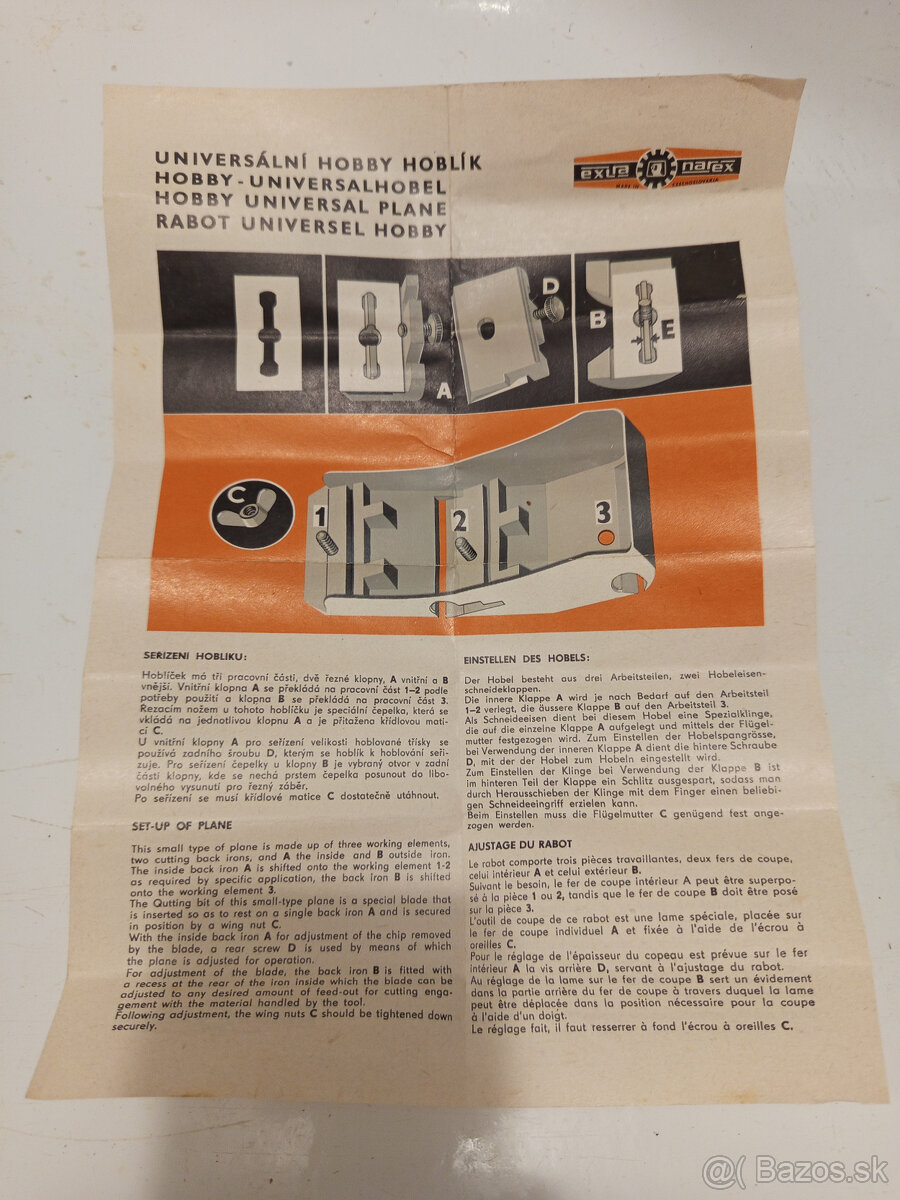 UNIVERSÁLNÍ HOBBY HOBLÍK
HOBBY-UNIVERSALHOBEL
HOBBY UNIVERSAL PLANE
RABOT UNIVERSEL HOBBY
extra narex
MADE IN CZECHOSLOVAKIA
A
D
B
E
C
1
2
3
SEŘÍZENÍ HOBLÍKU:
Hoblíček má tři pracovní části, dvě řezné klopny, A vnitřní a B
vnější. Vnitřní klopna A se překládá na pracovní část 1–2 podle
potřeby použití a klopna B se překládá na pracovní část 3.
Řezacím nožem u tohoto hoblíčku je speciální čepelka, která se
vkládá na jednotlivou klopnu A a je přitažena křídlovou mati-
cí C.
U vnitřní klopny A pro seřízení velikosti hoblované třísky se
používá zadního šroubu D, kterým se hoblík k hoblování seři-
zuje. Pro seřízení čepelky u klopny B je vybraný otvor v zadní
části klopny, kde se nechá prstem čepelka posunout do libo-
volného vysunutí pro řezný záběr.
Po seřízení se musí křídlové matice C dostatečně utáhnout.
SET-UP OF PLANE
This small type of plane is made up of three working elements,
two cutting back irons, and A the inside and B outside iron.
The inside back iron A is shifted onto the working element 1-2
as required by specific application, the back iron B is shifted
onto the working element 3.
The Qutting bit of this small-type plane is a special blade that
is inserted so as to rest on a single back iron A and is secured
in position by a wing nut C.
With the inside back iron A for adjustment of the chip removed
by the blade, a rear screw D is used by means of which
the plane is adjusted for operation.
For adjustment of the blade, the back iron B is fitted with
a recess at the rear of the iron inside which the blade can be
adjusted to any desired amount of feed-out for cutting enga-
gement with the material handled by the tool.
Following adjustment, the wing nuts C should be tightened down
securely.
EINSTELLEN DES HOBELS:
Der Hobel besteht aus drei Arbeitsteilen, zwei Hobeleisen-
schneideklappen.
Die innere Klappe A wird je nach Bedarf auf den Arbeitsteil
1–2 verlegt, die äussere Klappe B auf den Arbeitsteil 3.
Als Schneideeisen dient bei diesem Hobel eine Spezialklinge,
die auf die einzelne Klappe A aufgelegt und mittels der Flügel-
mutter festgezogen wird. Zum Einstellen der Hobelspangrösse,
bei Verwendung der inneren Klappe A dient die hintere Schraube
D, mit der der Hobel zum Hobeln eingestellt wird.
Zum Einstellen der Klinge bei Verwendung der Klappe B ist
im hinteren Teil der Klappe ein Schlitz ausgespart, sodass man
durch Herausschieben der Klinge mit dem Finger einen beliebi-
gen Schneideeingriff erzielen kann.
Beim Einstellen muss die Flügelmutter C genügend fest ange-
zogen werden.
AJUSTAGE DU RABOT
Le rabot comporte trois pièces travaillantes, deux fers de coupe,
celui intérieur A et celui extérieur B.
Suivant le besoin, le fer de coupe intérieur A peut être superpo-
sé à la pièce 1 ou 2, tandis que le fer de coupe B doit être posé
sur la pièce 3.
L'outil de coupe de ce rabot est une lame spéciale, placée sur
le fer de coupe individuel A et fixée à l'aide de l'écrou à
oreilles C.
Pour le réglage de l'épaisseur du copeau est prévue sur le fer
intérieur A la vis arrière D, servant à l'ajustage du rabot.
Au réglage de la lame sur le fer de coupe B sert un évidement
dans la partie arrière du fer de coupe à travers duquel la lame
peut être déplacée dans la position nécessaire pour la coupe
à l'aide d'un doigt.
Le réglage fait, il faut resserrer à fond l'écrou à oreilles C.
@( Bazos.sk